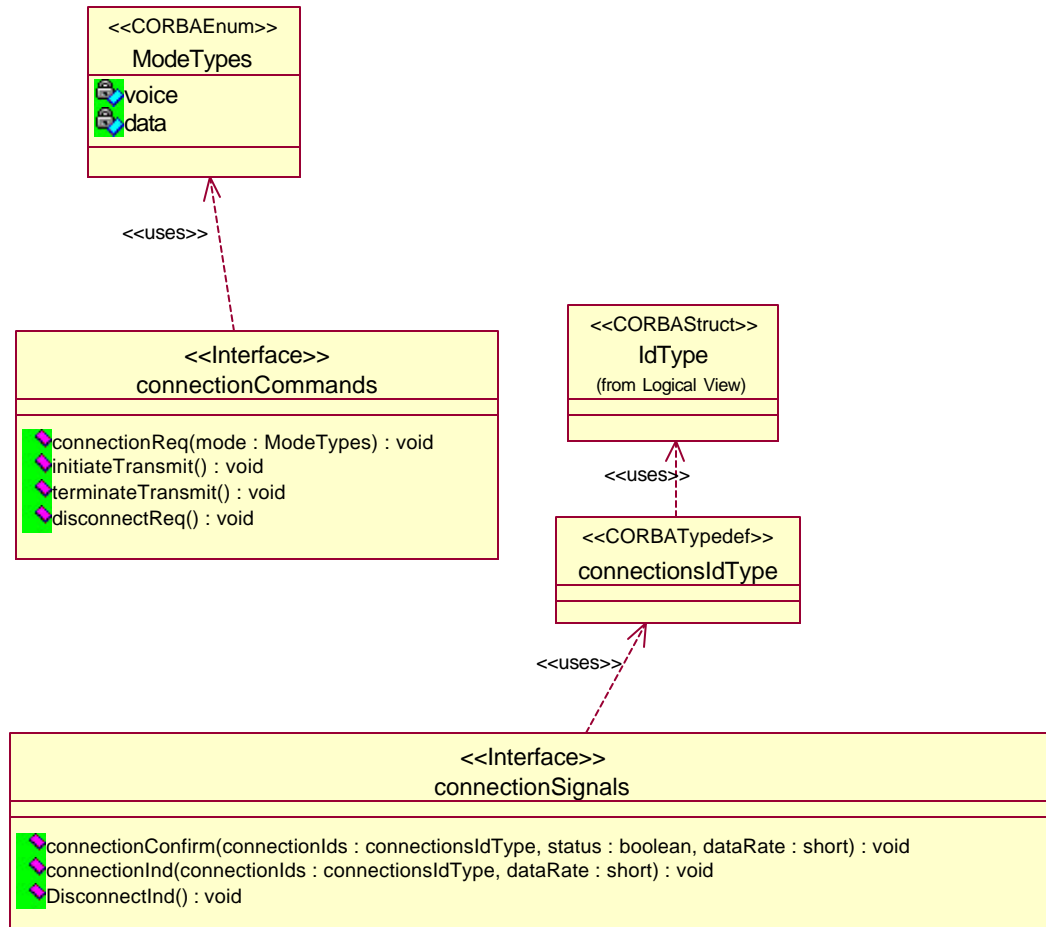 <<CORBAEnum>>
ModeTypes
voice
data
<<uses>>
<<Interface>>
connectionCommands
connectionReq(mode : ModeTypes) : void
initiateTransmit() : void
terminateTransmit() : void
disconnectReq() : void
<<CORBAStruct>>
IdType
(from Logical View)
<<uses>>
<<CORBATypedef>>
connectionsIdType
<<uses>>
<<Interface>>
connectionSignals
connectionConfirm(connectionIds : connectionsIdType, status : boolean, dataRate : short) : void
connectionInd(connectionIds : connectionsIdType, dataRate : short) : void
DisconnectInd() : void